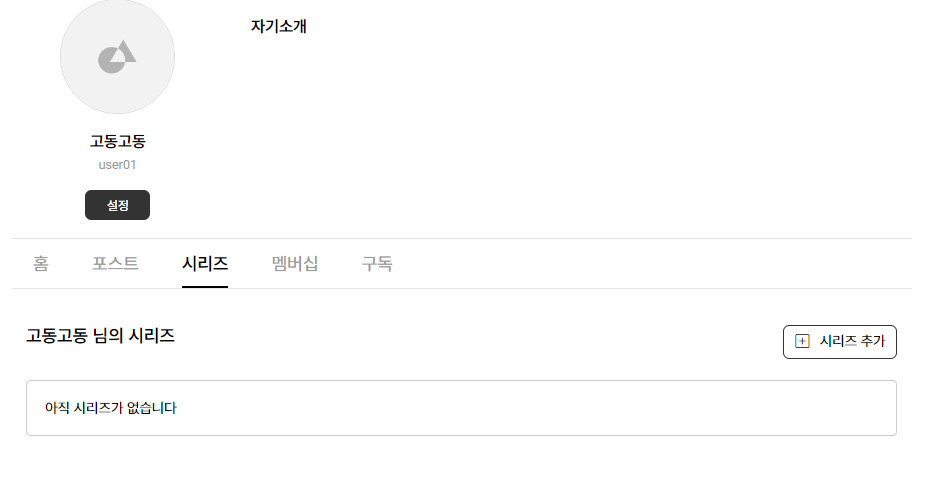 자기소개
고동고동
user01
설정
홈 포스트 시리즈 멤버십 구독
고동고동 님의 시리즈
시리즈 추가
아직 시리즈가 없습니다